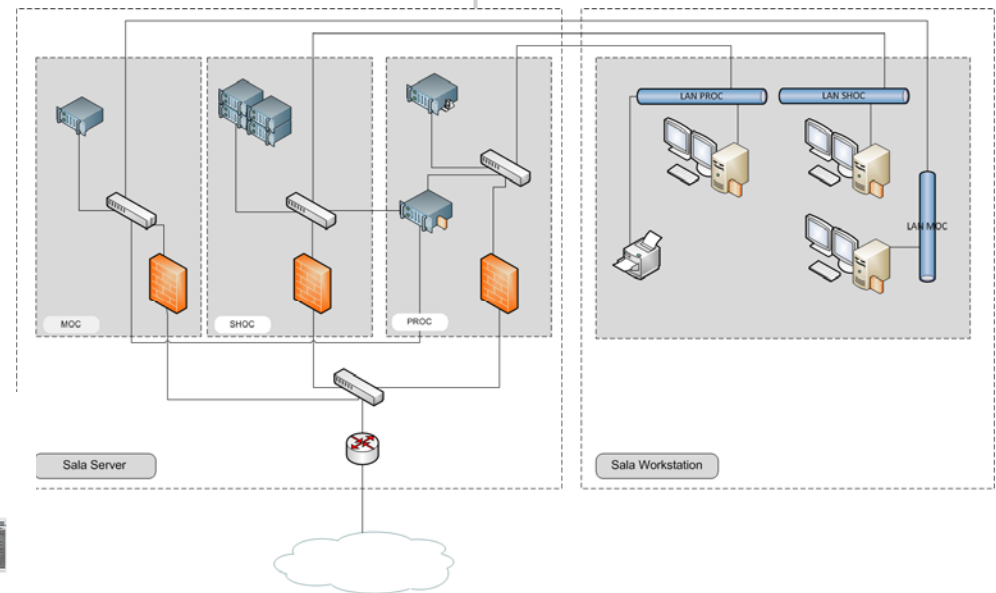 LAN PROC
LAN SHOC
LAN MOC
MOC
SHOC
PROC
Sala Server
Sala Workstation